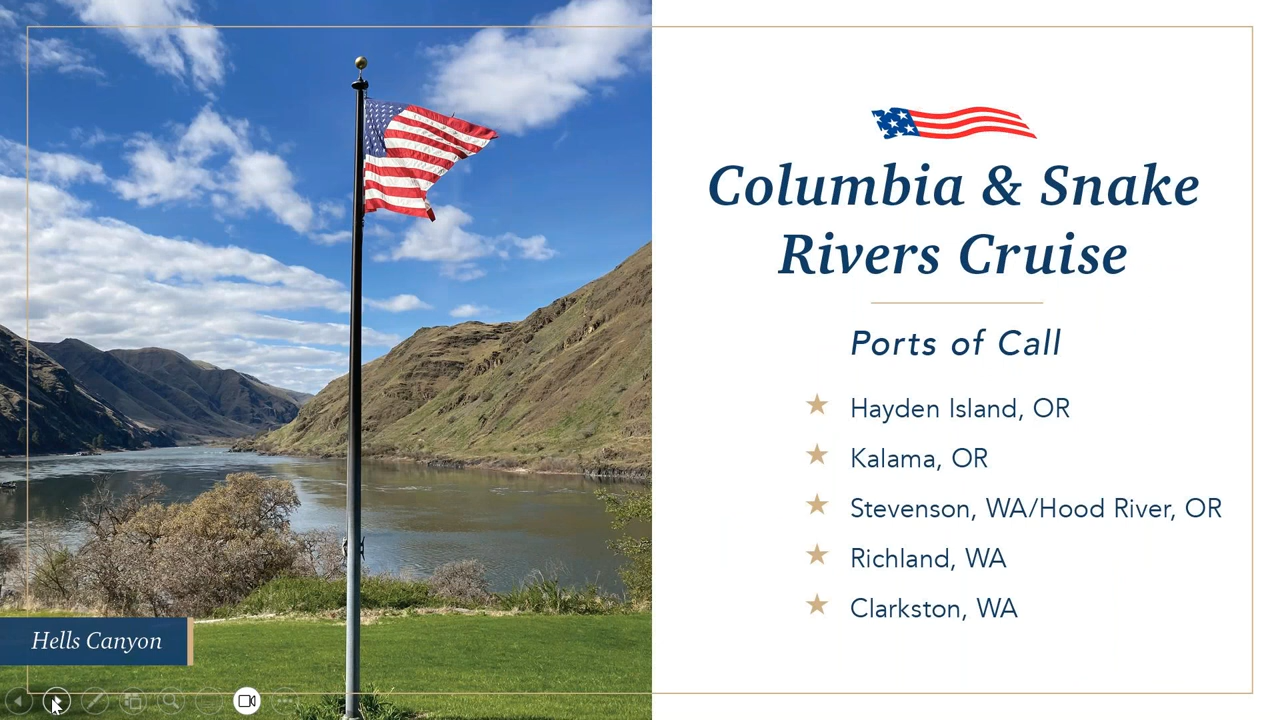 Columbia & Snake
Rivers Cruise
Ports of Call
Hayden Island, OR
Kalama, OR
Stevenson, WA/Hood River, OR
Richland, WA
Clarkston, WA
Hells Canyon